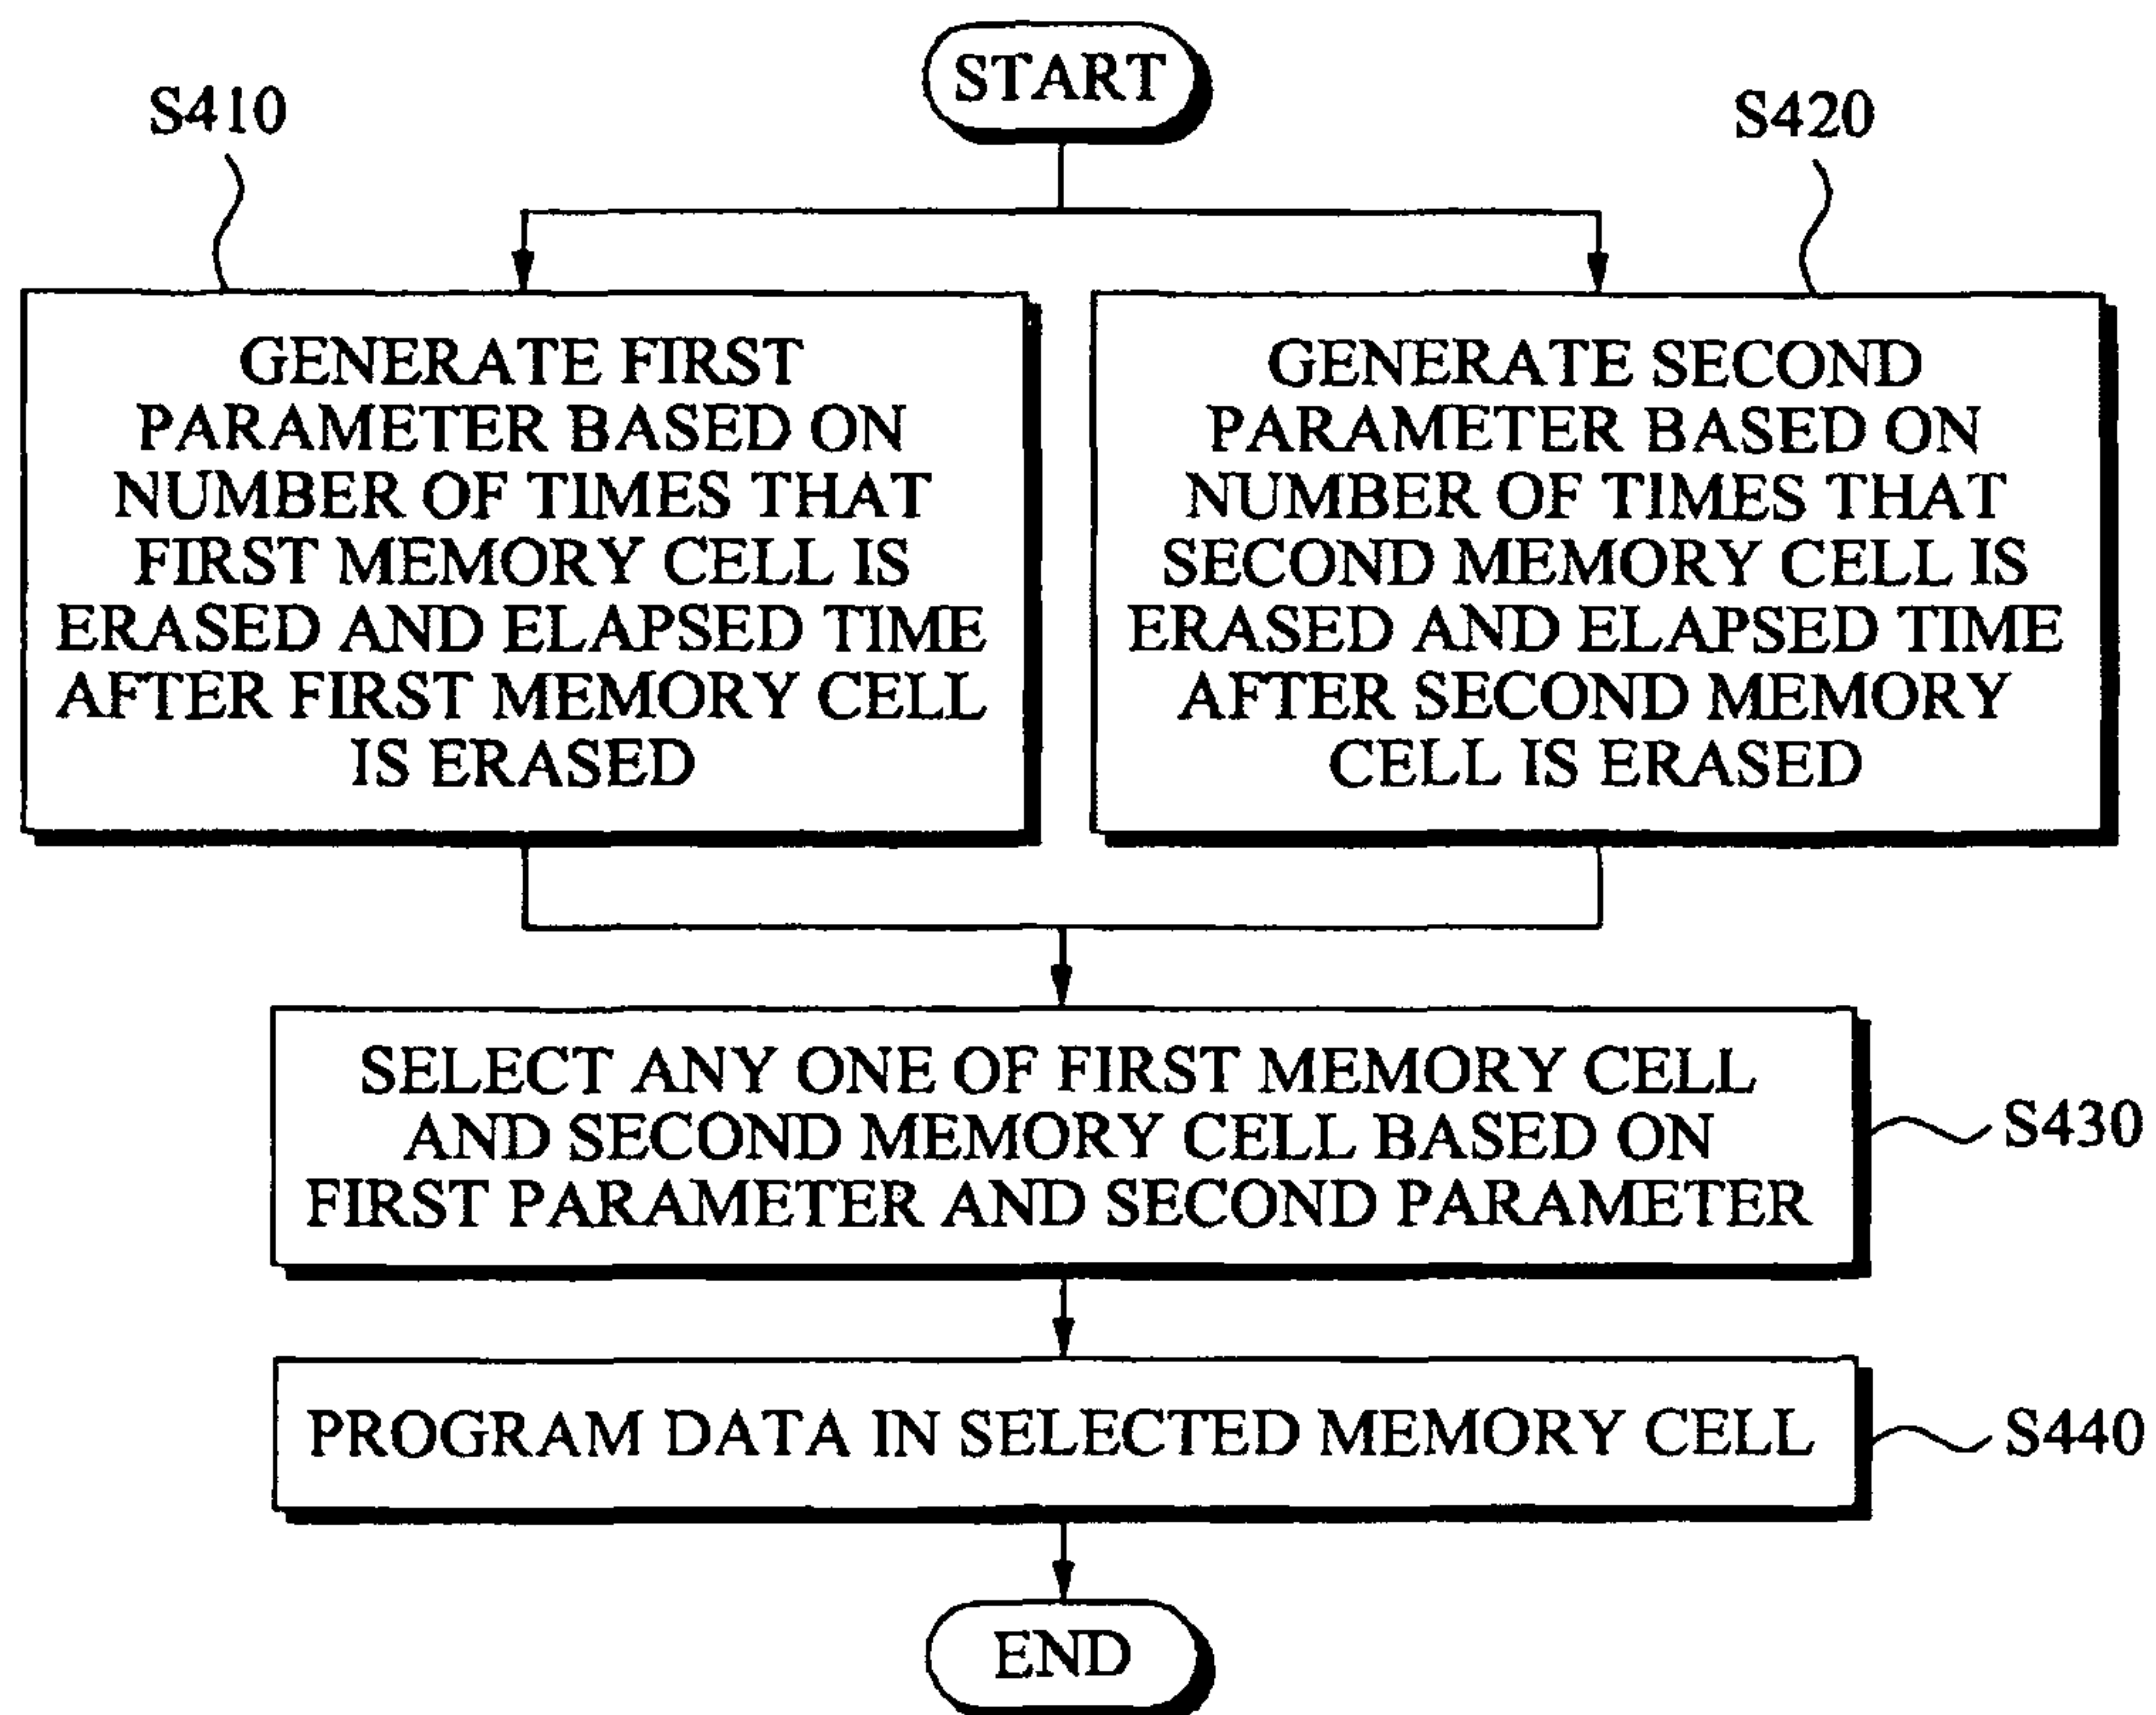 START
S410
S420
GENERATE FIRST
PARAMETER BASED ON
NUMBER OF TIMES THAT
FIRST MEMORY CELL IS
ERASED AND ELAPSED TIME
AFTER FIRST MEMORY CELL
IS ERASED
GENERATE SECOND
PARAMETER BASED ON
NUMBER OF TIMES THAT
SECOND MEMORY CELL IS
ERASED AND ELAPSED TIME
AFTER SECOND MEMORY
CELL IS ERASED
SELECT ANY ONE OF FIRST MEMORY CELL
AND SECOND MEMORY CELL BASED ON
FIRST PARAMETER AND SECOND PARAMETER
S430
PROGRAM DATA IN SELECTED MEMORY CELL
S440
END